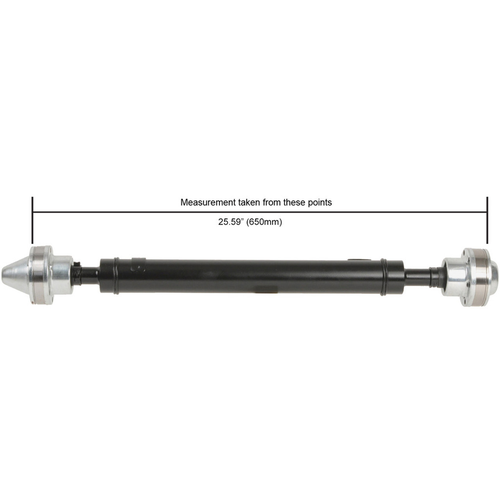 Measurement taken from these points
25.59" (650mm)